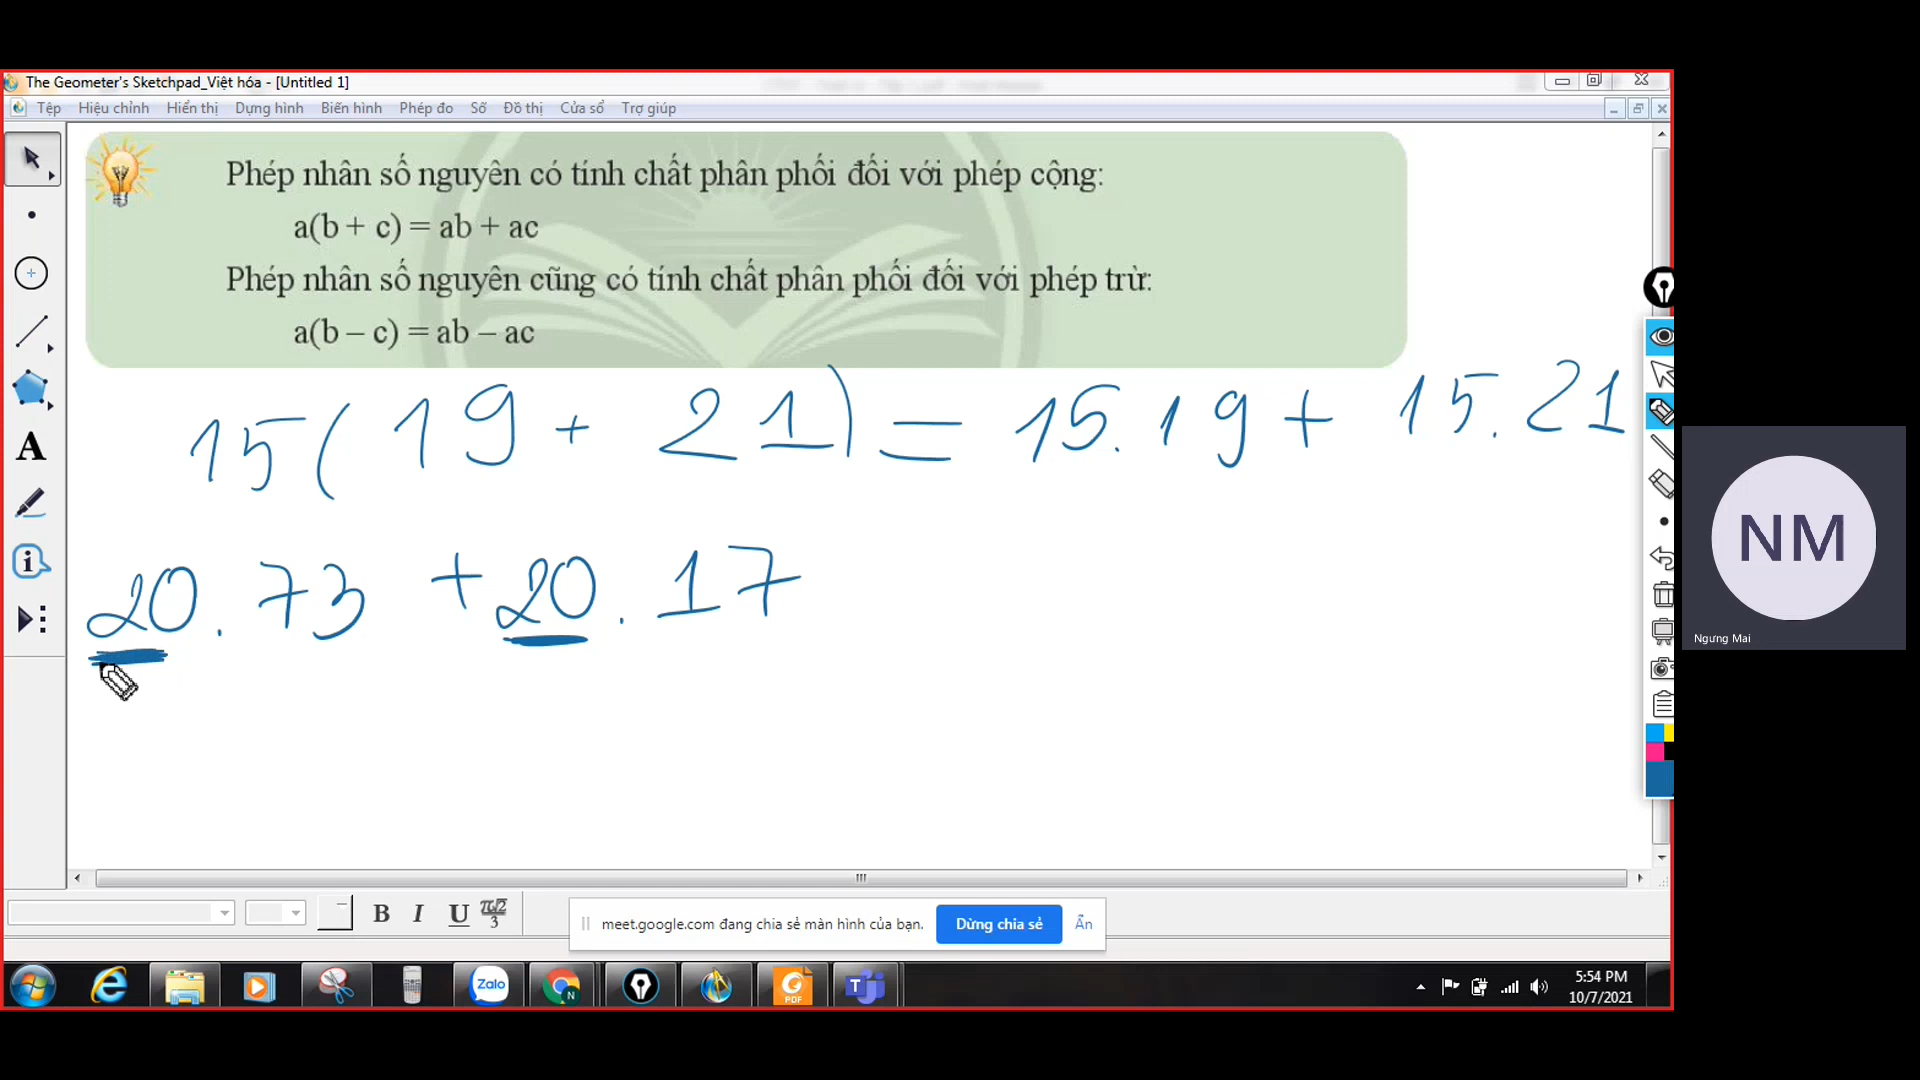 The Geometer's Sketchpad_Việt hóa - [Untitled 1]
Tệp Hiệu chỉnh Hiển thị Dựng hình Biến hình Phép đo Số Đồ thị Cửa sổ Trợ giúp
Phép nhân số nguyên có tính chất phân phối đối với phép cộng:
a(b + c) = ab + ac
Phép nhân số nguyên cũng có tính chất phân phối đối với phép trừ:
a(b – c) = ab – ac
15(19 + 21) = 15.19 + 15.21
20.73 + 20.17
A
NM
Ngưng Mai
B I U π√2/3
meet.google.com đang chia sẻ màn hình của bạn. Dừng chia sẻ Ẩn
Zalo
N
PDF
T
5:54 PM
10/7/2021